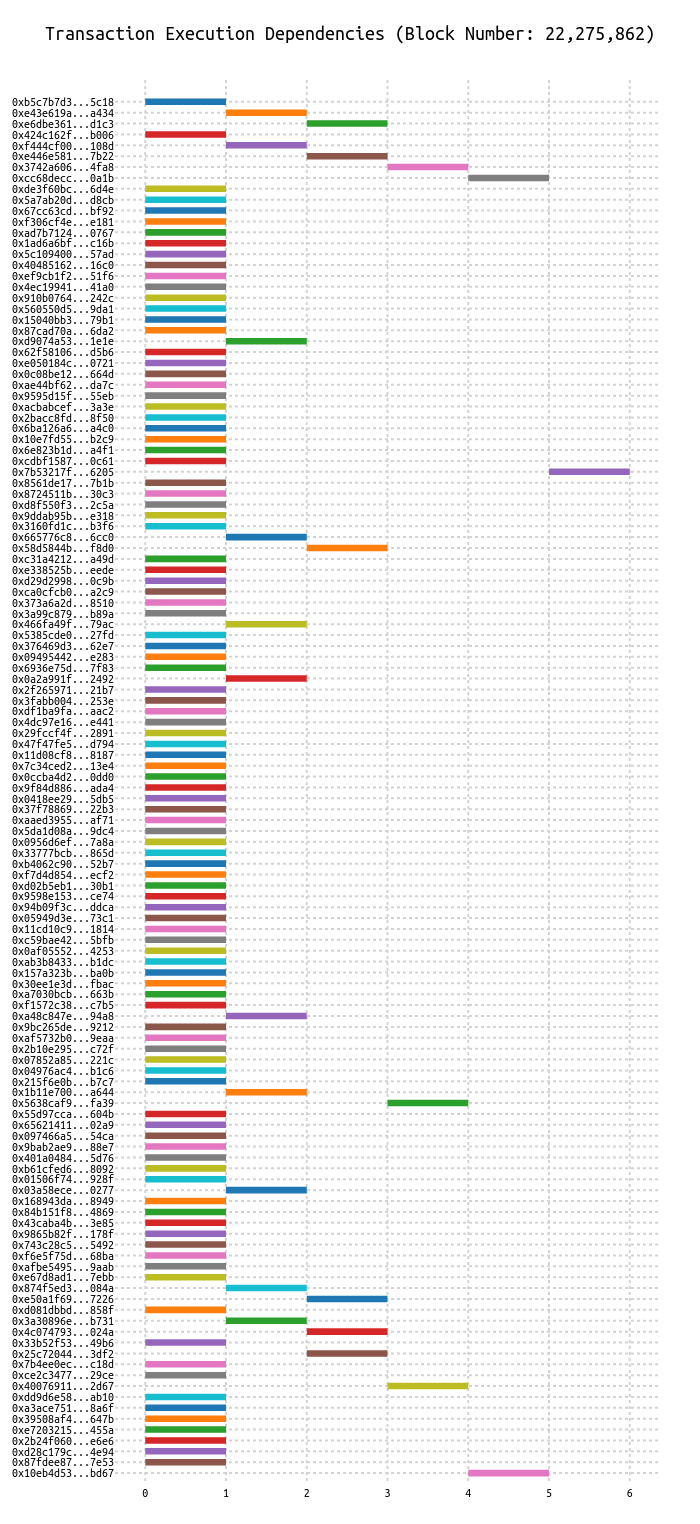 Transaction Execution Dependencies (Block Number: 22,275,862)
0xb5c7b7d3...5c18
0xe43e619a...a434
0xe6dbe361...d1c3
0x424c162f...b006
0xf444cf00...108d
0xe446e581...7b22
0x3742a606...4fa8
0xcc68decc...0a1b
0xde3f60bc...6d4e
0x5a7ab20d...d8cb
0x67cc63cd...bf92
0xf306cf4e...e181
0xad7b7124...0767
0x1ad6a6bf...c16b
0x5c109400...57ad
0x40485162...16c0
0xef9cb1f2...51f6
0x4ec19941...41a0
0x910b0764...242c
0x560550d5...9da1
0x15040bb3...79b1
0x87cad70a...6da2
0xd9074a53...1e1e
0x62f58106...d5b6
0xe050184c...0721
0x0c08be12...664d
0xae44bf62...da7c
0x9595d15f...55eb
0xacbabcef...3a3e
0x2bacc8fd...8f50
0x6ba126a6...a4c0
0x10e7fd55...b2c9
0x6e823b1d...a4f1
0xcdbf1587...0c61
0x7b53217f...6205
0x8561de17...7b1b
0x8724511b...30c3
0xd8f550f3...2c5a
0x9ddab95b...e318
0x3160fd1c...b3f6
0x665776c8...6cc0
0x58d5844b...f8d0
0xc31a4212...a49d
0xe338525b...eede
0xd29d2998...0c9b
0xca0cfcb0...a2c9
0x373a6a2d...8510
0x3a99c879...b89a
0x466fa49f...79ac
0x5385cde0...27fd
0x376469d3...62e7
0x09495442...e283
0x6936e75d...7f83
0x0a2a991f...2492
0x2f265971...21b7
0x3fabb004...253e
0xdf1ba9fa...aac2
0x4dc97e16...e441
0x29fccf4f...2891
0x47f47fe5...d794
0x11d08cf8...8187
0x7c34ced2...13e4
0x0ccba4d2...0dd0
0x9f84d886...ada4
0x0418ee29...5db5
0x37f78869...22b3
0xaaed3955...af71
0x5da1d08a...9dc4
0x0956d6ef...7a8a
0x33777bcb...865d
0xb4062c90...52b7
0xf7d4d854...ecf2
0xd02b5eb1...30b1
0x9598e153...ce74
0x94b09f3c...ddca
0x05949d3e...73c1
0x11cd10c9...1814
0xc59bae42...5bfb
0x0af05552...4253
0xab3b8433...b1dc
0x157a323b...ba0b
0x30ee1e3d...fbac
0xa7030bcb...663b
0xf1572c38...c7b5
0xa48c847e...94a8
0x9bc265de...9212
0xaf5732b0...9eaa
0x2b10e295...c72f
0x07852a85...221c
0x04976ac4...b1c6
0x215f6e0b...b7c7
0x1b11e700...a644
0x5638caf9...fa39
0x55d97cca...604b
0x65621411...02a9
0x097466a5...54ca
0x9bab2ae9...88e7
0x401a0484...5d76
0xb61cfed6...8092
0x01506f74...928f
0x03a58ece...0277
0x168943da...8949
0x84b151f8...4869
0x43caba4b...3e85
0x9865b82f...178f
0x743c28c5...5492
0xf6e5f75d...68ba
0xafbe5495...9aab
0xe67d8ad1...7ebb
0x874f5ed3...084a
0xe50a1f69...7226
0xd081dbbd...858f
0x3a30896e...b731
0x4c074793...024a
0x33b52f53...49b6
0x25c72044...3df2
0x7b4ee0ec...c18d
0xce2c3477...29ce
0x40076911...2d67
0xdd9d6e58...ab10
0xa3ace751...8a6f
0x39508af4...647b
0xe7203215...455a
0x2b24f060...e6e6
0xd28c179c...4e94
0x87fdee87...7e53
0x10eb4d53...bd67
0 1 2 3 4 5 6